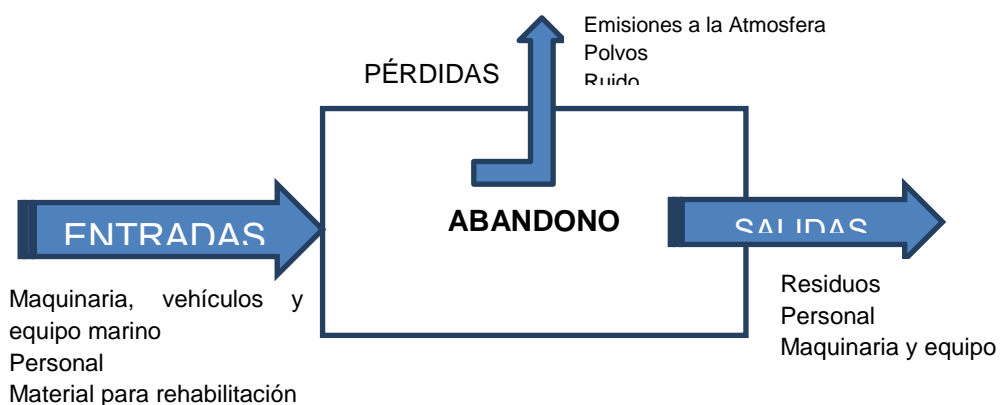 Emisiones a la Atmosfera
Polvos
Ruido
PÉRDIDAS
ABANDONO
ENTRADAS
SALIDAS
Maquinaria, vehículos y
equipo marino
Personal
Material para rehabilitación
Residuos
Personal
Maquinaria y equipo